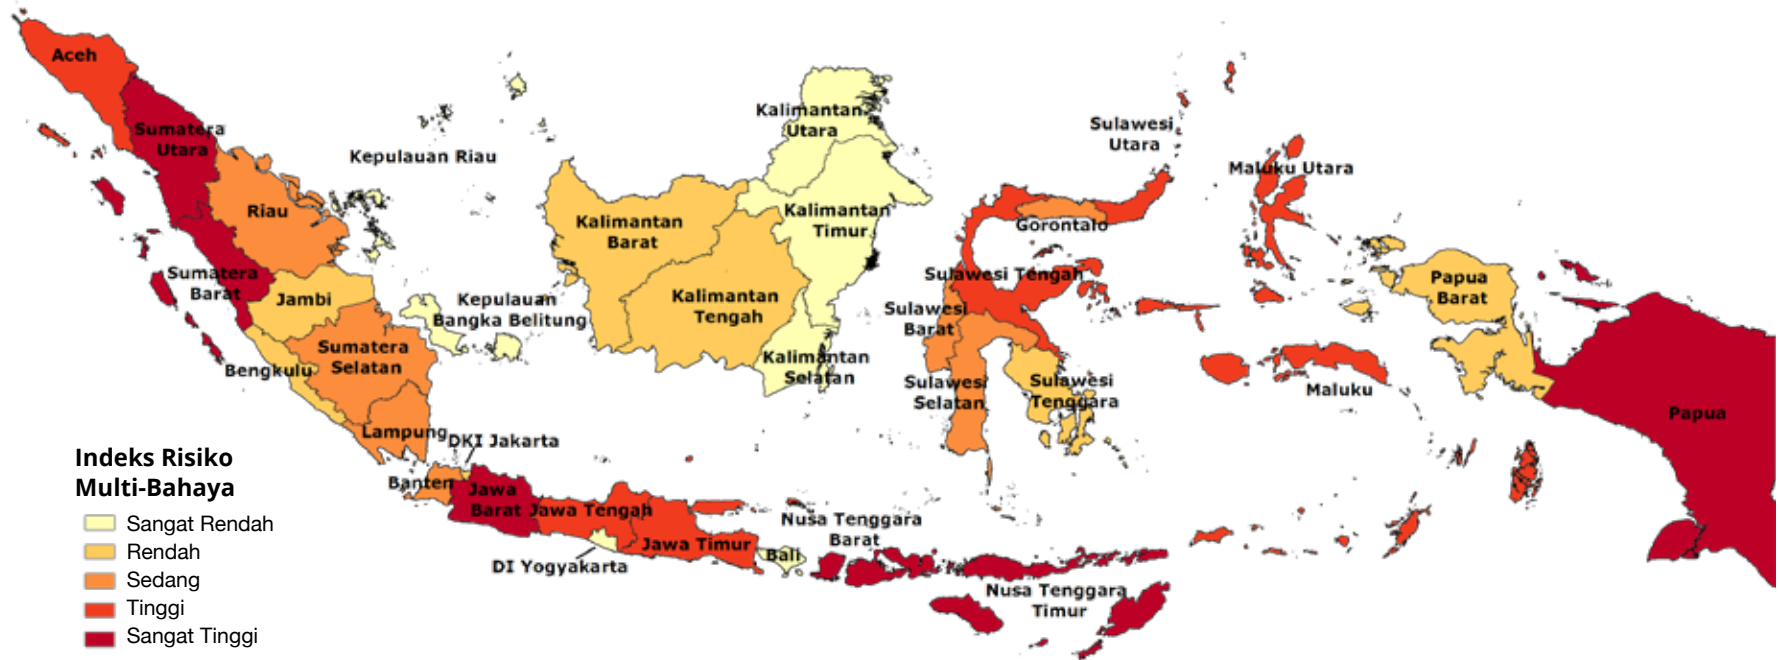 Aceh
Sumatera
Utara
Kepulauan Riau
Riau
Sumatera
Barat
Jambi
Kepulauan
Bangka Belitung
Sumatera
Selatan
Bengkulu
Lampung
Kalimantan
Utara
Kalimantan
Barat
Kalimantan
Timur
Kalimantan
Tengah
Kalimantan
Selatan
Sulawesi
Utara
Gorontalo
Sulawesi Tengah
Sulawesi
Barat
Sulawesi
Selatan
Sulawesi
Tenggara
Maluku Utara
Maluku
Papua
Barat
Papua
DKI Jakarta
Banten
Jawa
Barat
Jawa Tengah
DI Yogyakarta
Jawa Timur
Bali
Nusa Tenggara
Barat
Nusa Tenggara
Timur
Indeks Risiko
Multi-Bahaya
Sangat Rendah
Rendah
Sedang
Tinggi
Sangat Tinggi